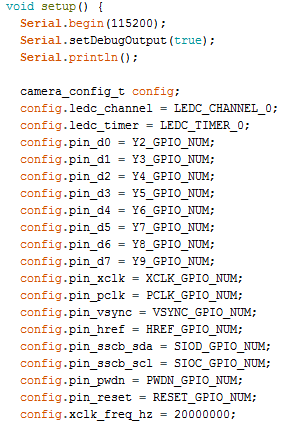 void setup() {
Serial.begin(115200);
Serial.setDebugOutput(true);
Serial.println();
camera_config_t config;
config.ledc_channel = LEDC_CHANNEL_0;
config.ledc_timer = LEDC_TIMER_0;
config.pin_d0 = Y2_GPIO_NUM;
config.pin_d1 = Y3_GPIO_NUM;
config.pin_d2 = Y4_GPIO_NUM;
config.pin_d3 = Y5_GPIO_NUM;
config.pin_d4 = Y6_GPIO_NUM;
config.pin_d5 = Y7_GPIO_NUM;
config.pin_d6 = Y8_GPIO_NUM;
config.pin_d7 = Y9_GPIO_NUM;
config.pin_xclk = XCLK_GPIO_NUM;
config.pin_pclk = PCLK_GPIO_NUM;
config.pin_vsync = VSYNC_GPIO_NUM;
config.pin_href = HREF_GPIO_NUM;
config.pin_sscb_sda = SIOD_GPIO_NUM;
config.pin_sscb_scl = SIOC_GPIO_NUM;
config.pin_pwdn = PWDN_GPIO_NUM;
config.pin_reset = RESET_GPIO_NUM;
config.xclk_freq_hz = 20000000;